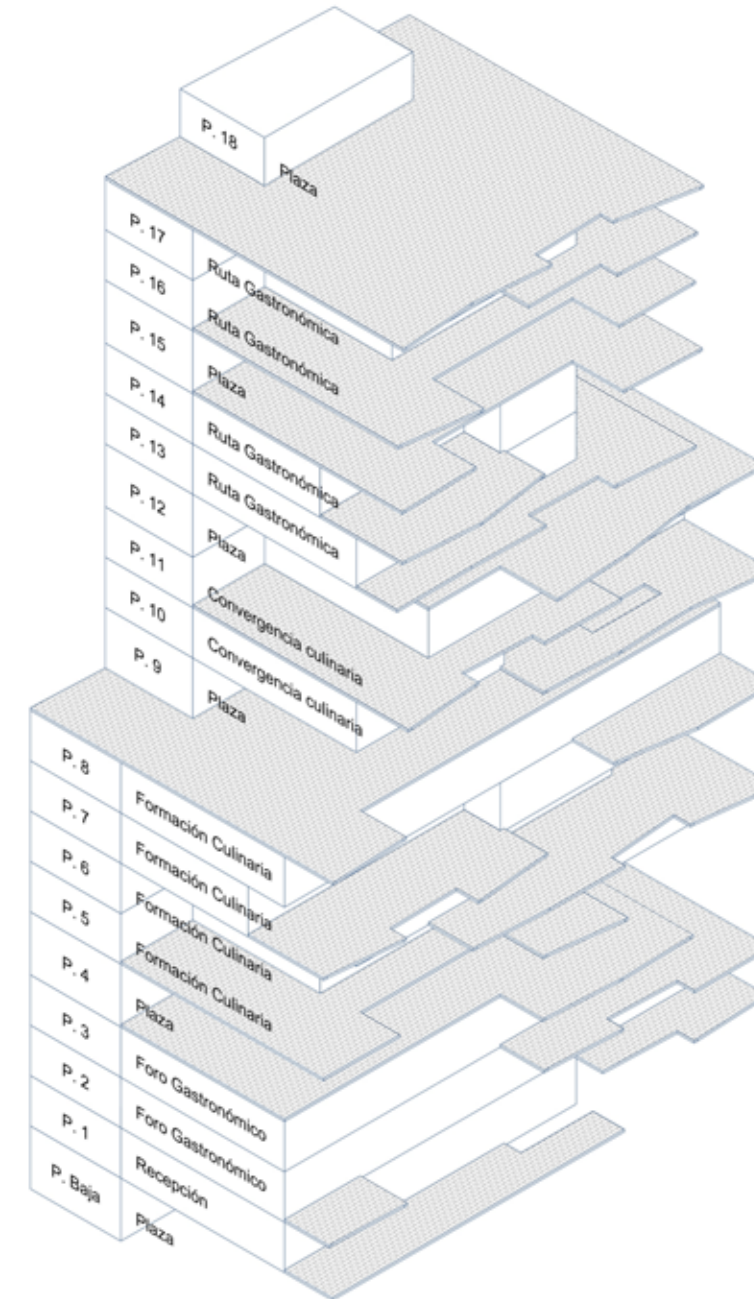 P. 18
Plaza
P. 17
Ruta Gastronómica
P. 16
Ruta Gastronómica
P. 15
Plaza
P. 14
Ruta Gastronómica
P. 13
Ruta Gastronómica
P. 12
Plaza
P. 11
Convergencia culinaria
P. 10
Convergencia culinaria
P. 9
Plaza
P. 8
Formación Culinaria
P. 7
Formación Culinaria
P. 6
Formación Culinaria
P. 5
Formación Culinaria
P. 4
Plaza
P. 3
Foro Gastronómico
P. 2
Foro Gastronómico
P. 1
Recepción
P. Baja
Plaza